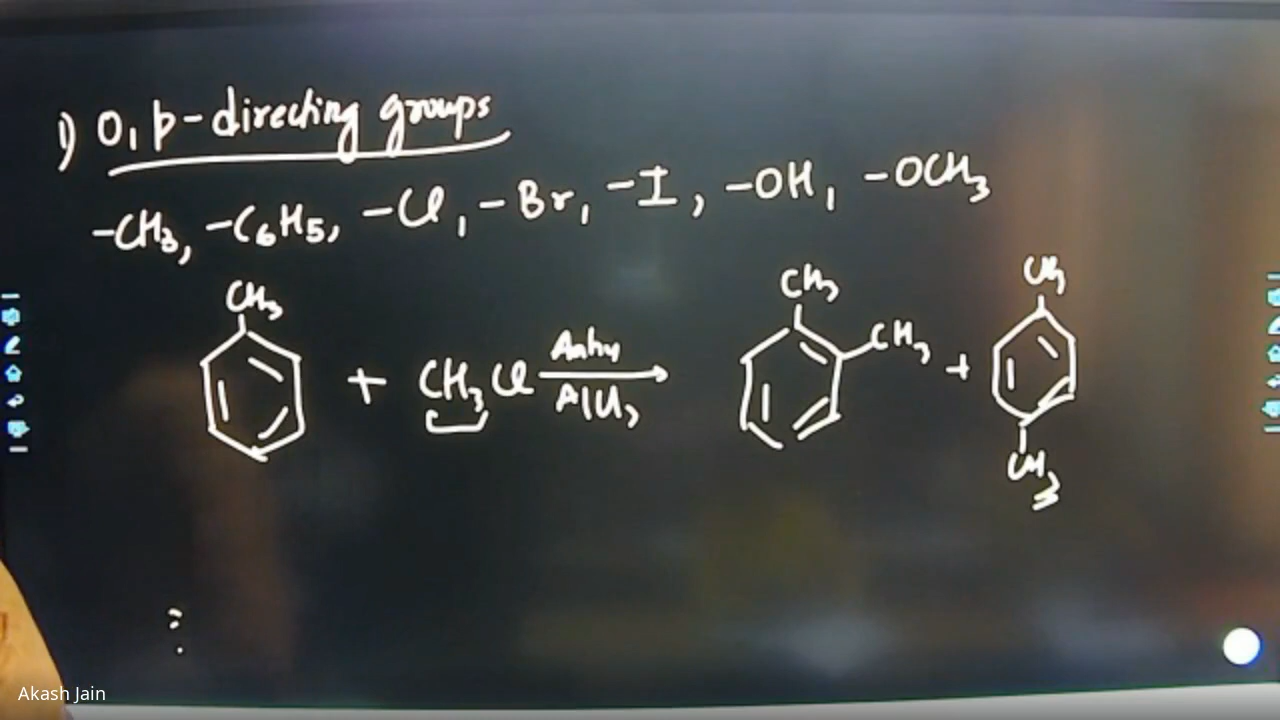 1) O, p-directing groups
-CH3, -C6H5, -Cl, -Br, -I, -OH, -OCH3
CH3 CH3 CH3
+ CH3Cl Anhy AlCl3 CH3 +
CH3
Akash Jain